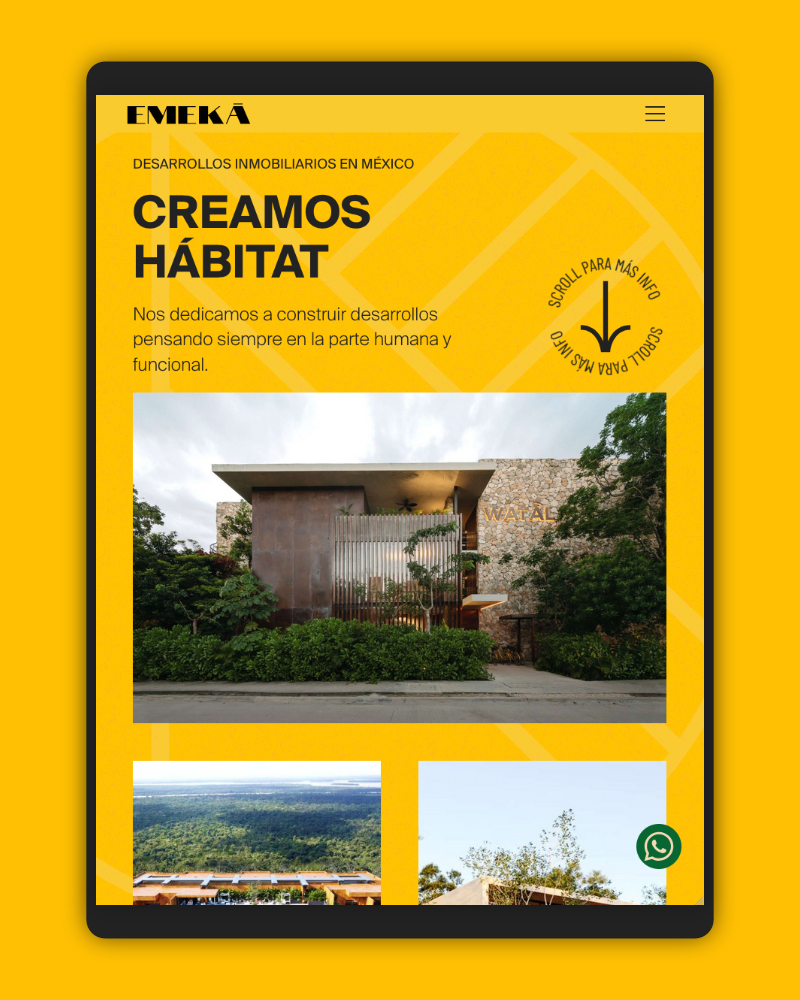 EMEKĀ
DESARROLLOS INMOBILIARIOS EN MÉXICO
CREAMOS
HÁBITAT
Nos dedicamos a construir desarrollos
pensando siempre en la parte humana y
funcional.
SCROLL PARA MÁS INFO
SCROLL PARA MÁS INFO
WATAL